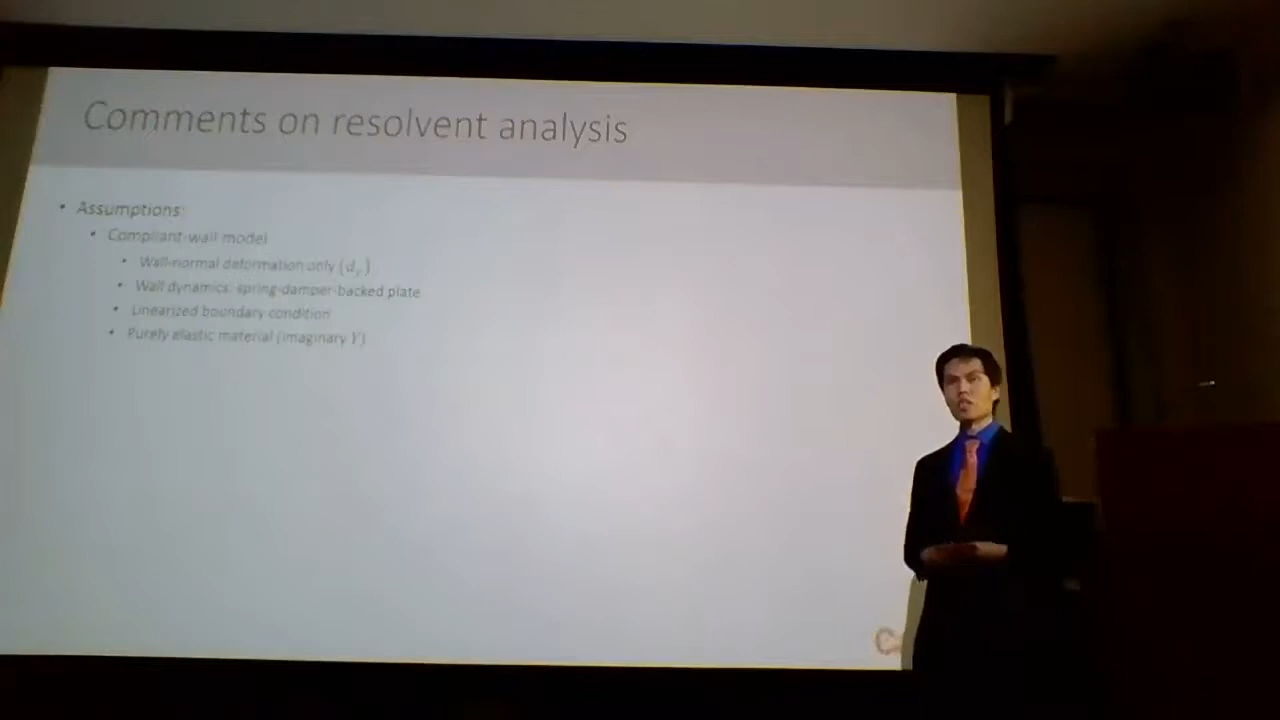 Comments on resolvent analysis
• Assumptions:
• Compliant-wall model
• Wall-normal deformation only (d_y)
• Wall dynamics: spring-damper-backed plate
• Linearized boundary condition
• Purely elastic material (imaginary Y)